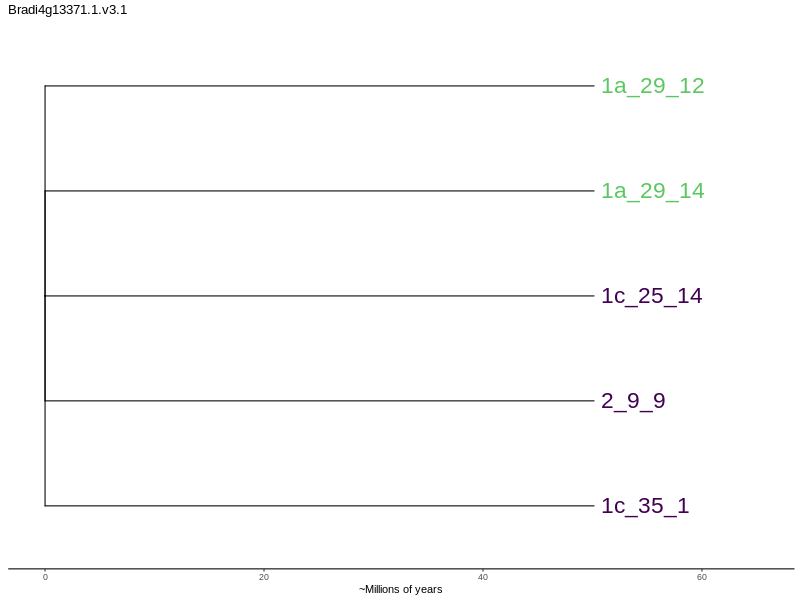 Bradi4g13371.1.v3.1
1a_29_12
1a_29_14
1c_25_14
2_9_9
1c_35_1
0 20 40 60
~Millions of years